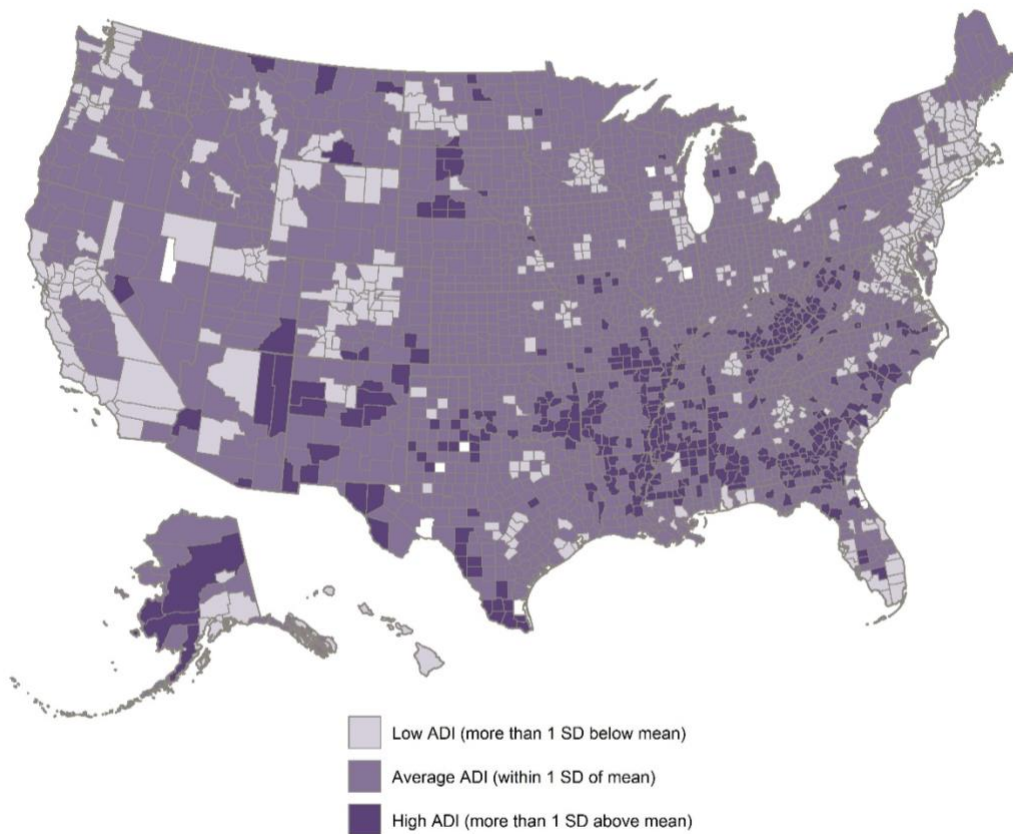 Low ADI (more than 1 SD below mean)
Average ADI (within 1 SD of mean)
High ADI (more than 1 SD above mean)